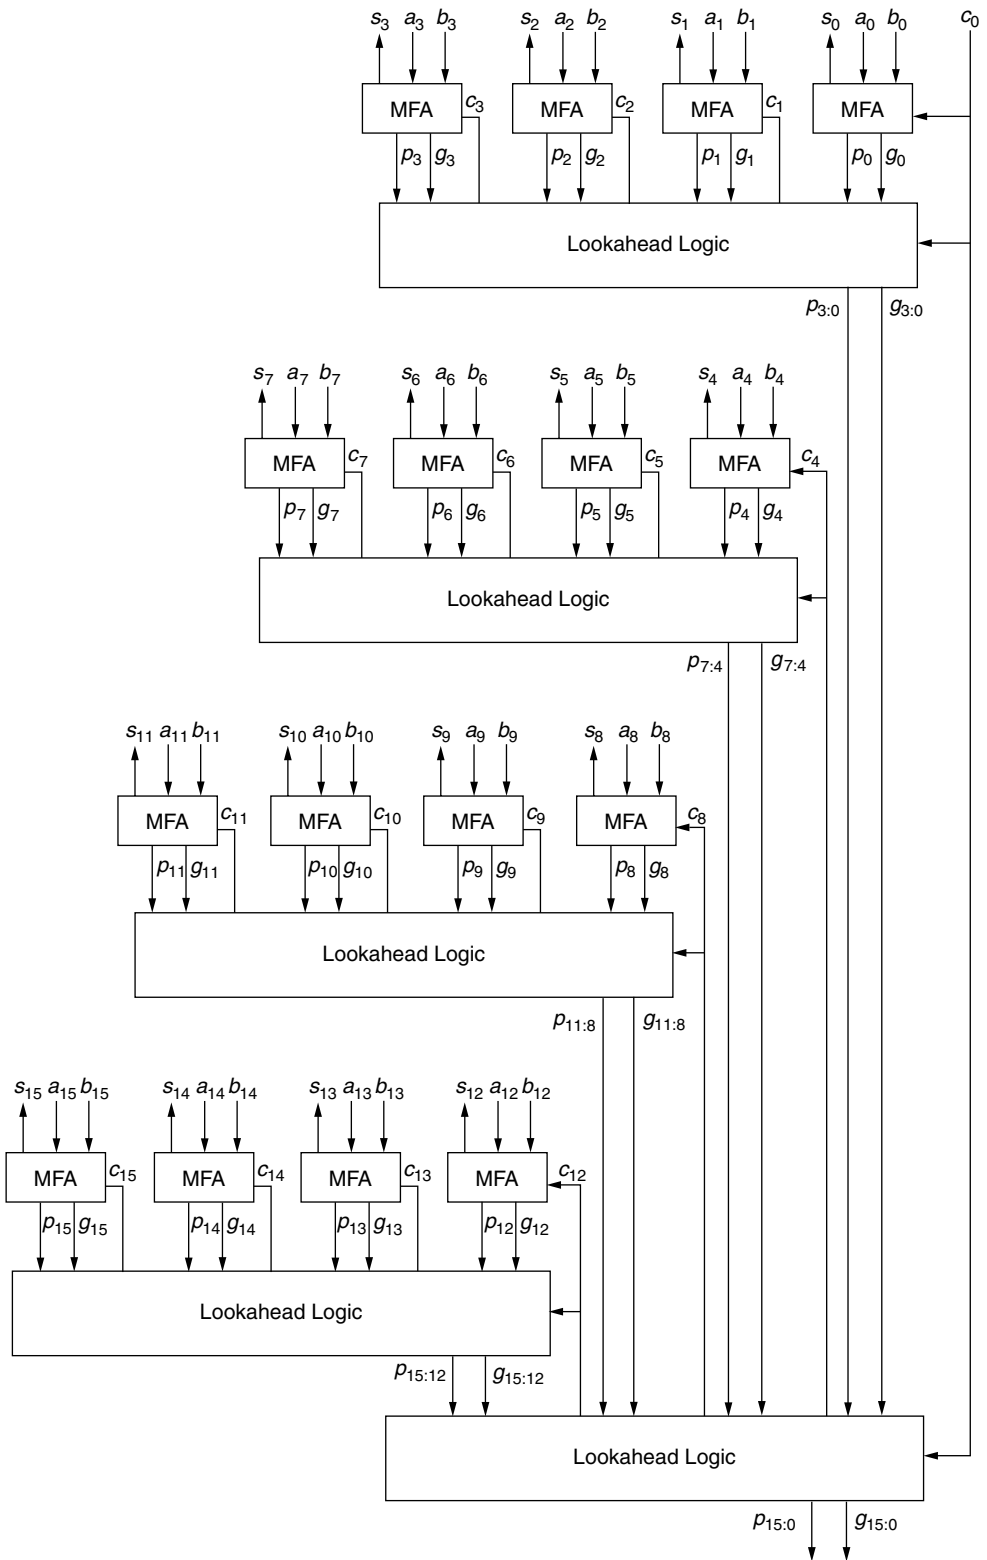 s3 a3 b3 s2 a2 b2 s1 a1 b1 s0 a0 b0 c0
MFA c3 MFA c2 MFA c1 MFA
p3 g3 p2 g2 p1 g1 p0 g0
Lookahead Logic
p3:0 g3:0
s7 a7 b7 s6 a6 b6 s5 a5 b5 s4 a4 b4
MFA c7 MFA c6 MFA c5 MFA c4
p7 g7 p6 g6 p5 g5 p4 g4
Lookahead Logic
p7:4 g7:4
s11 a11 b11 s10 a10 b10 s9 a9 b9 s8 a8 b8
MFA c11 MFA c10 MFA c9 MFA c8
p11 g11 p10 g10 p9 g9 p8 g8
Lookahead Logic
p11:8 g11:8
s15 a15 b15 s14 a14 b14 s13 a13 b13 s12 a12 b12
MFA c15 MFA c14 MFA c13 MFA c12
p15 g15 p14 g14 p13 g13 p12 g12
Lookahead Logic
p15:12 g15:12
Lookahead Logic
p15:0 g15:0